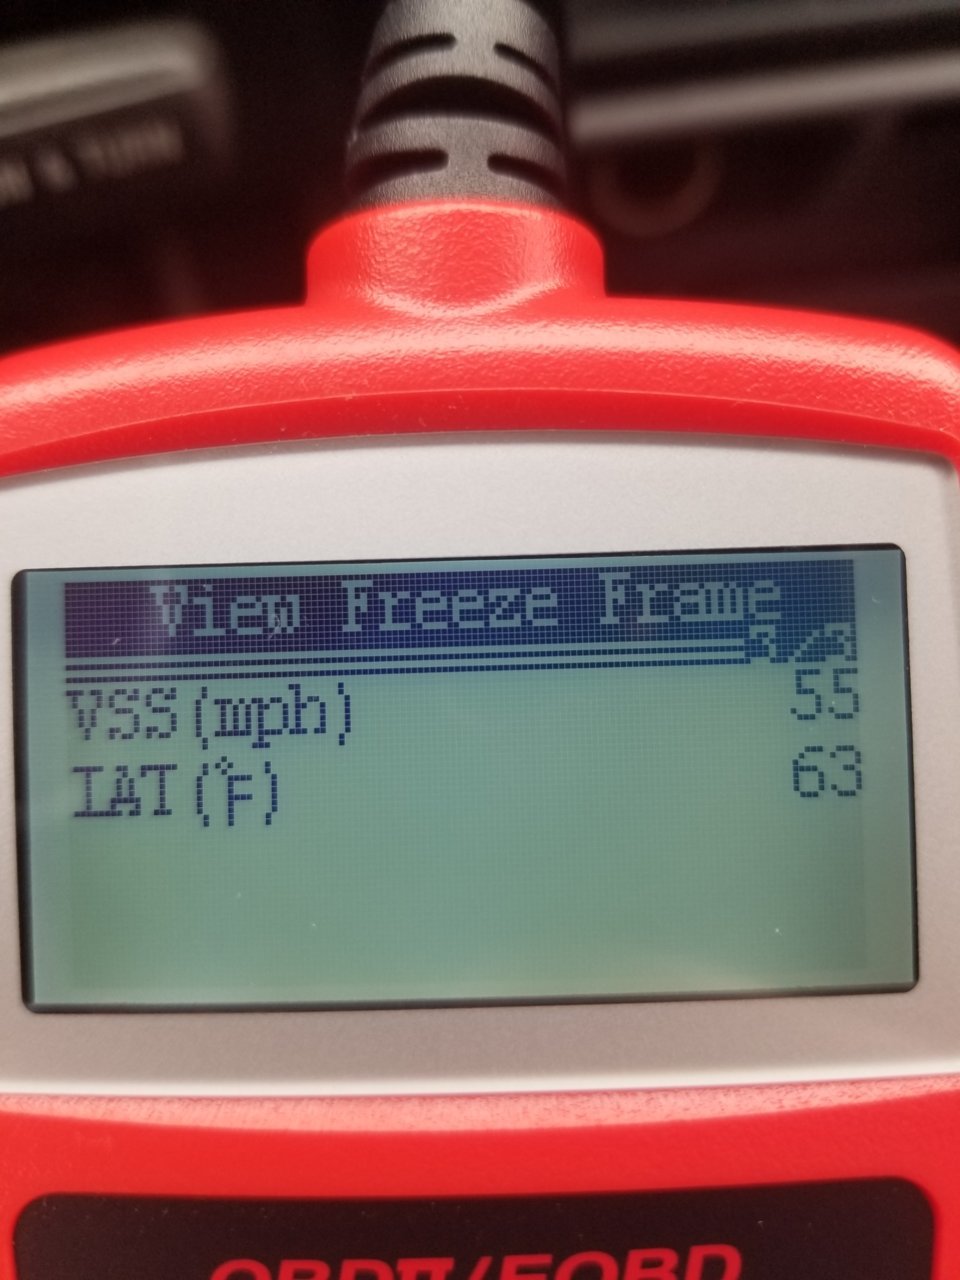 View Freeze Frame
VSS(mph) 55
IAT(°F) 63
OBDII/EOBD